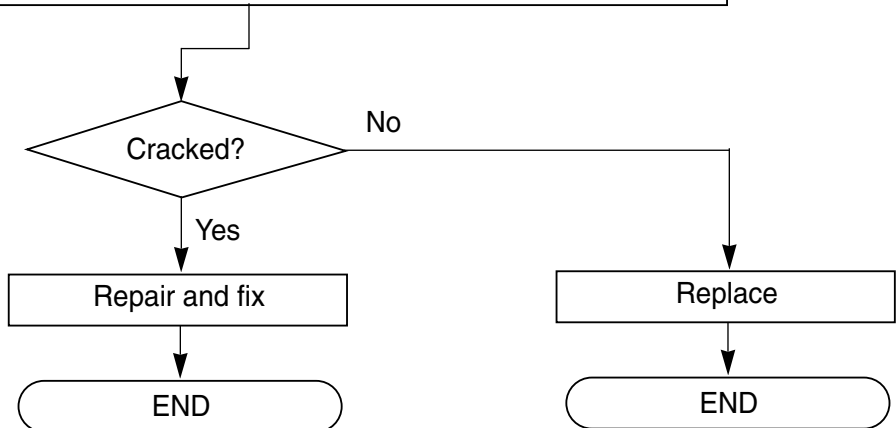 Cracked?
No
Yes
Repair and fix
Replace
END
END